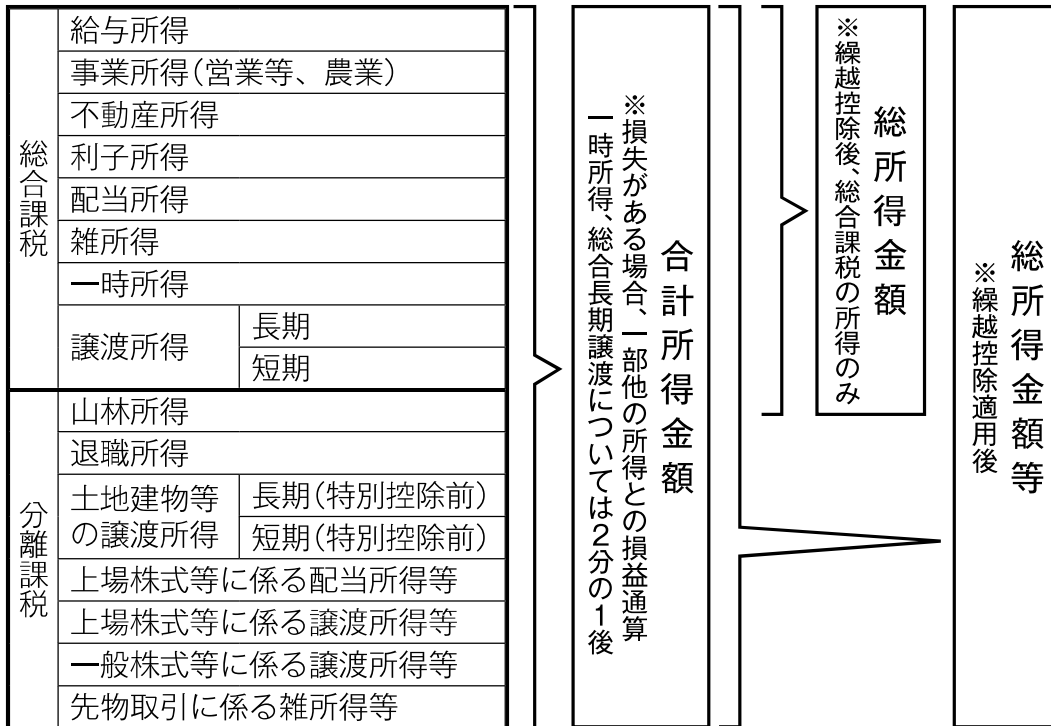 総合課税
給与所得
事業所得(営業等、農業)
不動産所得
利子所得
配当所得
雑所得
一時所得
譲渡所得
長期
短期
分離課税
山林所得
退職所得
土地建物等
の譲渡所得
長期(特別控除前)
短期(特別控除前)
上場株式等に係る配当所得等
上場株式等に係る譲渡所得等
一般株式等に係る譲渡所得等
先物取引に係る雑所得等
合計所得金額
※損失がある場合、一部他の所得との損益通算
一時所得、総合長期譲渡については2分の1後
総所得金額
※繰越控除後、総合課税の所得のみ
総所得金額等
※繰越控除適用後